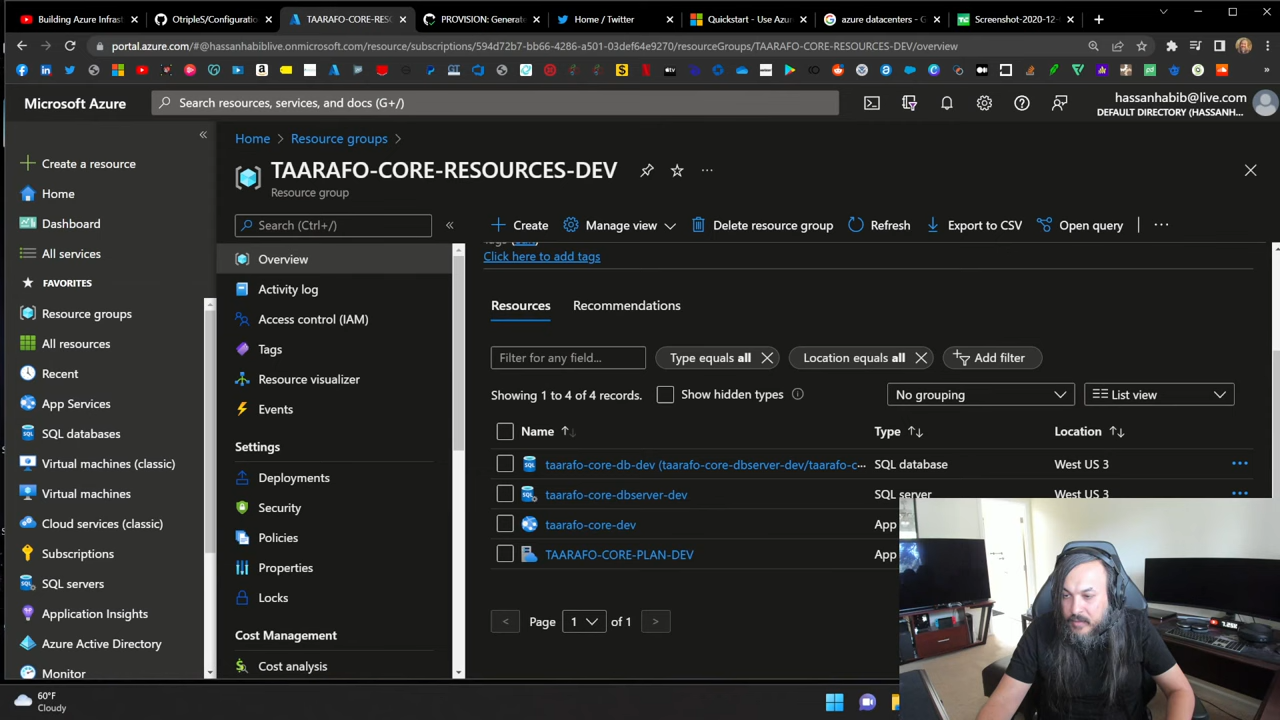 Building Azure Infrast
OtripleS/Configuratio
TAARAFO-CORE-RESC
PROVISION: Generate
Home / Twitter
Quickstart - Use Azur
azure datacenters - G
Screenshot-2020-12-
portal.azure.com/#@hassanhabiblive.onmicrosoft.com/resource/subscriptions/594d72b7-bb66-4286-a501-03def64e9270/resourceGroups/TAARAFO-CORE-RESOURCES-DEV/overview
Microsoft Azure
Search resources, services, and docs (G+/)
hassanhabib@live.com
DEFAULT DIRECTORY (HASSANH...
Home > Resource groups >
TAARAFO-CORE-RESOURCES-DEV
Resource group
Create a resource
Home
Dashboard
All services
FAVORITES
Resource groups
All resources
Recent
App Services
SQL databases
Virtual machines (classic)
Virtual machines
Cloud services (classic)
Subscriptions
SQL servers
Application Insights
Azure Active Directory
Monitor
Search (Ctrl+/)
Overview
Activity log
Access control (IAM)
Tags
Resource visualizer
Events
Settings
Deployments
Security
Policies
Properties
Locks
Cost Management
Cost analysis
Create
Manage view
Delete resource group
Refresh
Export to CSV
Open query
Click here to add tags
Resources
Recommendations
Filter for any field...
Type equals all
Location equals all
Add filter
Showing 1 to 4 of 4 records.
Show hidden types
No grouping
List view
Name
Type
Location
taarafo-core-db-dev (taarafo-core-dbserver-dev/taarafo-c...
SQL database
West US 3
taarafo-core-dbserver-dev
SQL server
West US 3
taarafo-core-dev
App
TAARAFO-CORE-PLAN-DEV
App
< Page 1 of 1 >
60°F
Cloudy